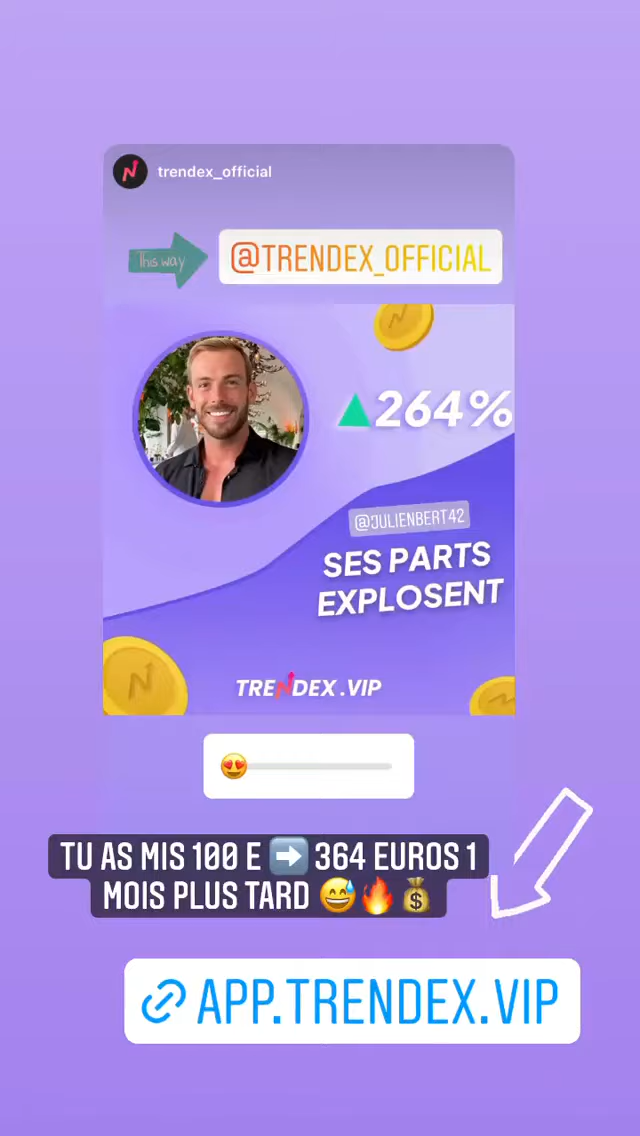 trendex_official
This way
@TRENDEX_OFFICIAL
264%
@JULIENBERT42
SES PARTS
EXPLOSENT
TRENDEX.VIP
TU AS MIS 100 E ➡️ 364 EUROS 1
MOIS PLUS TARD 😅🔥💰
APP.TRENDEX.VIP